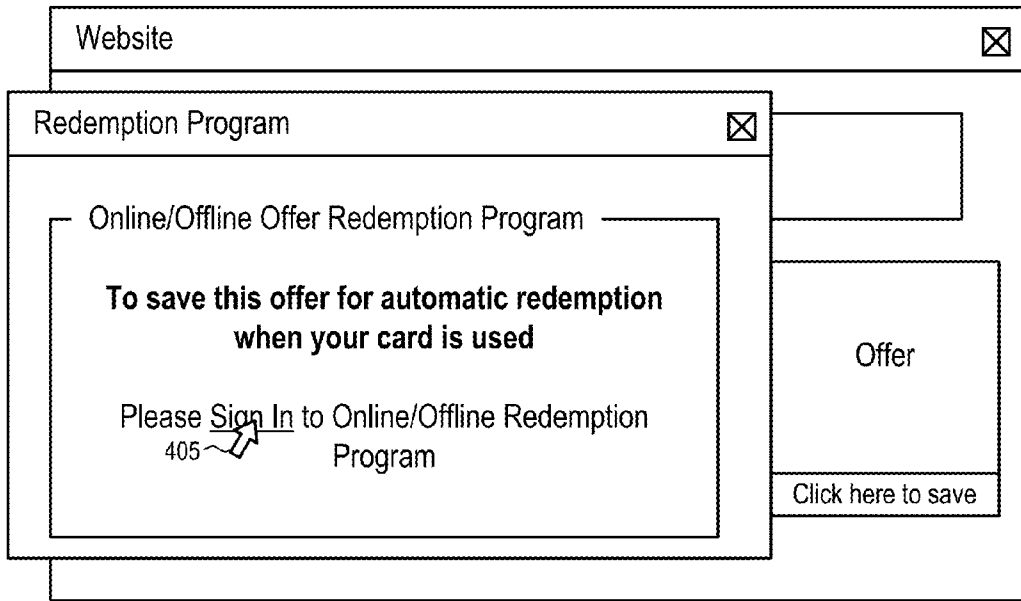 Website
Redemption Program
Online/Offline Offer Redemption Program
To save this offer for automatic redemption
when your card is used
Please Sign In to Online/Offline Redemption
405
Program
Offer
Click here to save